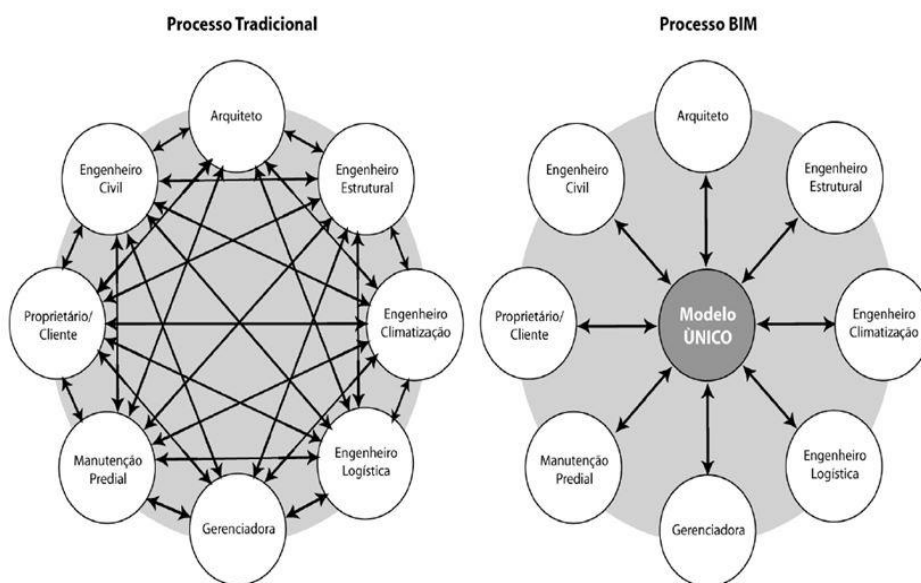 Processo Tradicional
Arquiteto
Engenheiro
Civil
Engenheiro
Estrutural
Proprietário/
Cliente
Engenheiro
Climatização
Manutenção
Predial
Engenheiro
Logística
Gerenciadora
Processo BIM
Arquiteto
Engenheiro
Civil
Engenheiro
Estrutural
Proprietário/
Cliente
Modelo
ÙNICO
Engenheiro
Climatização
Manutenção
Predial
Engenheiro
Logística
Gerenciadora